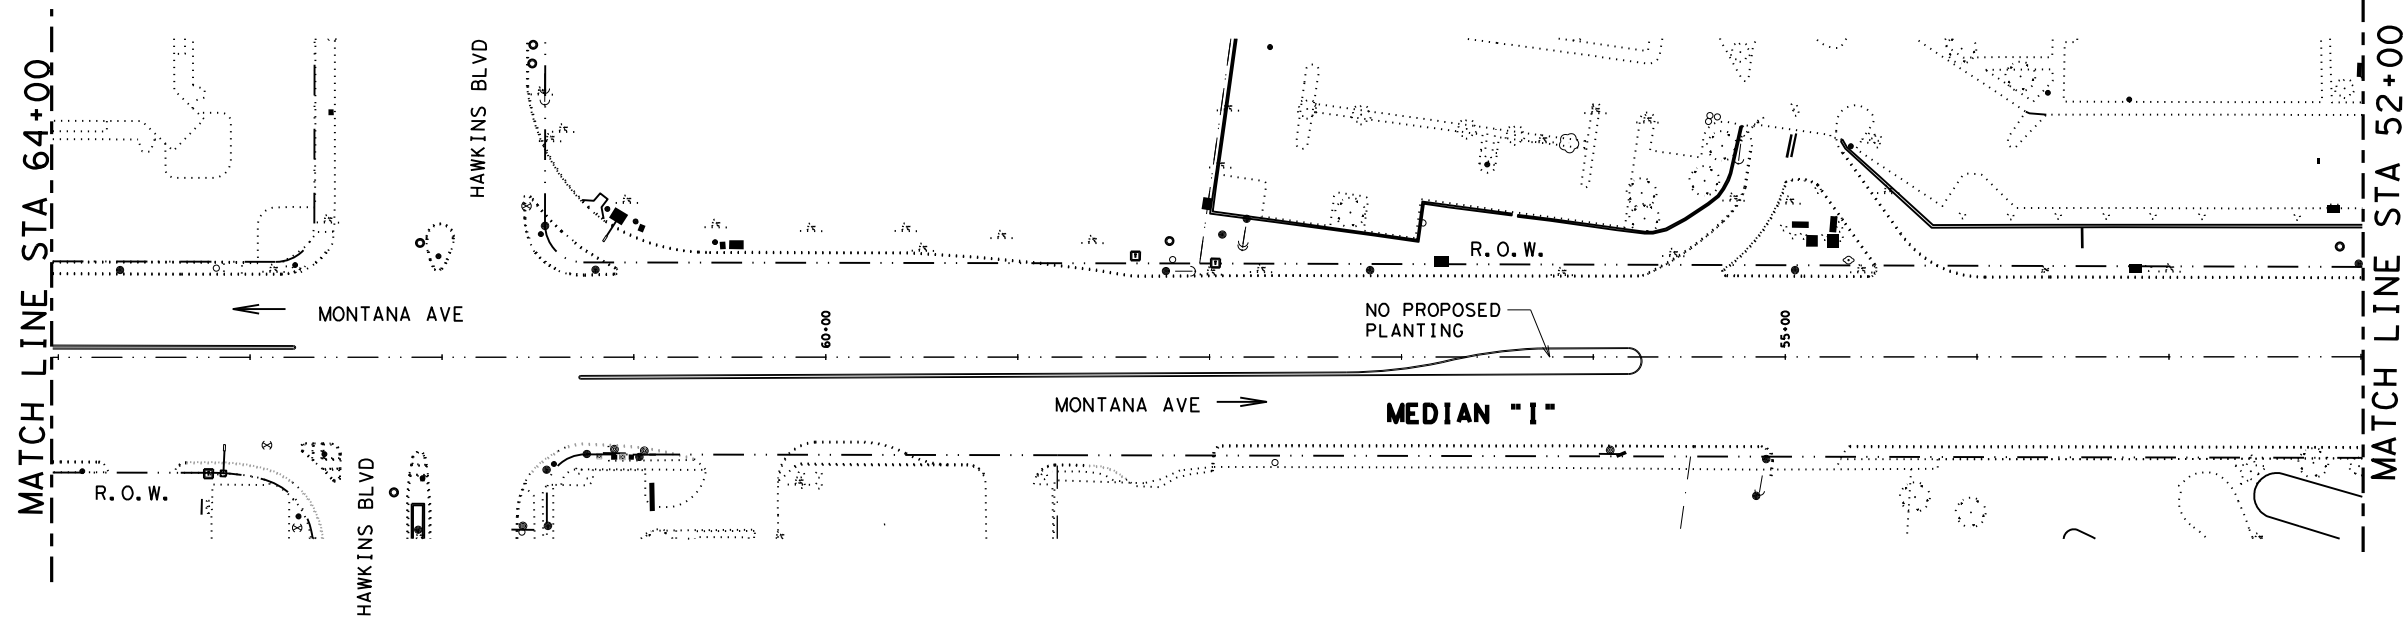 MATCH LINE STA 64+00
HAWKINS BLVD
R.O.W.
MONTANA AVE
60+00
NO PROPOSED
PLANTING
55+00
MONTANA AVE
MEDIAN "I"
R.O.W.
HAWKINS BLVD
MATCH LINE STA 52+00